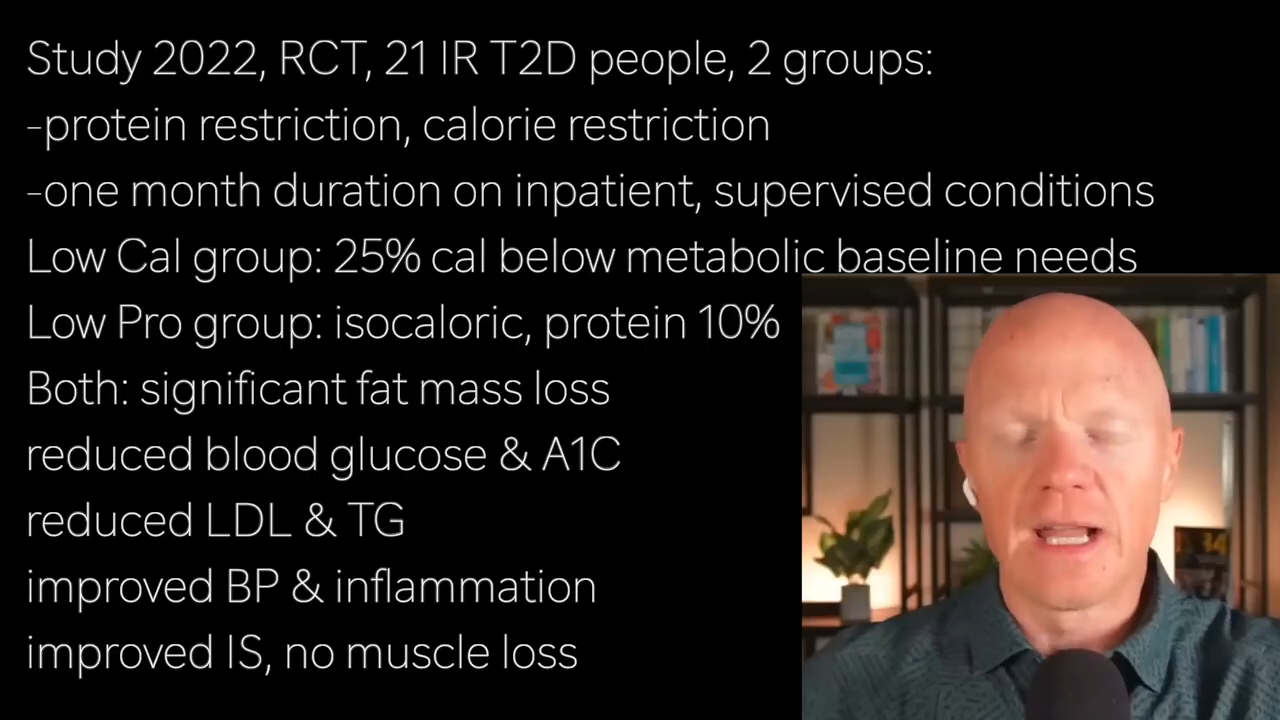 Study 2022, RCT, 21 IR T2D people, 2 groups:
-protein restriction, calorie restriction
-one month duration on inpatient, supervised conditions
Low Cal group: 25% cal below metabolic baseline needs
Low Pro group: isocaloric, protein 10%
Both: significant fat mass loss
reduced blood glucose & A1C
reduced LDL & TG
improved BP & inflammation
improved IS, no muscle loss